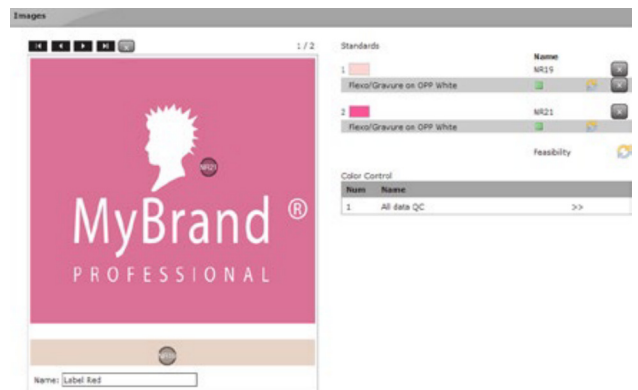 Images
1 / 2
MyBrand ®
PROFESSIONAL
NR21
Name: Label Red
Standards
Name
1 NR19
Flexo/Gravure on OPP White
2 NR21
Flexo/Gravure on OPP White
Feasibility
Color Control
Num Name
1 All data QC >>